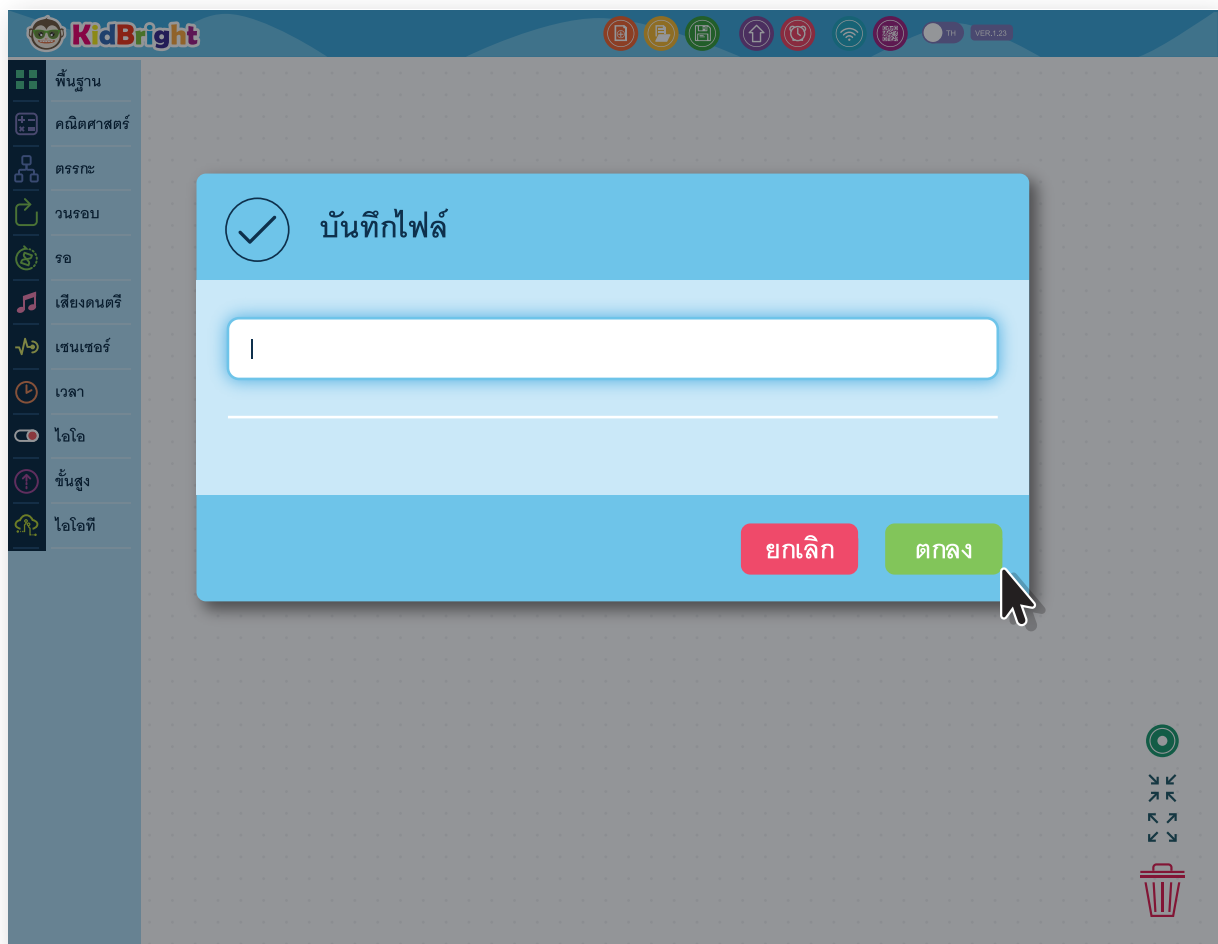 KidBright
TH
VER.1.23
พื้นฐาน
คณิตศาสตร์
ตรรกะ
วนรอบ
รอ
เสียงดนตรี
เซนเซอร์
เวลา
ไอโอ
ขั้นสูง
ไอโอที
บันทึกไฟล์
ยกเลิก
ตกลง